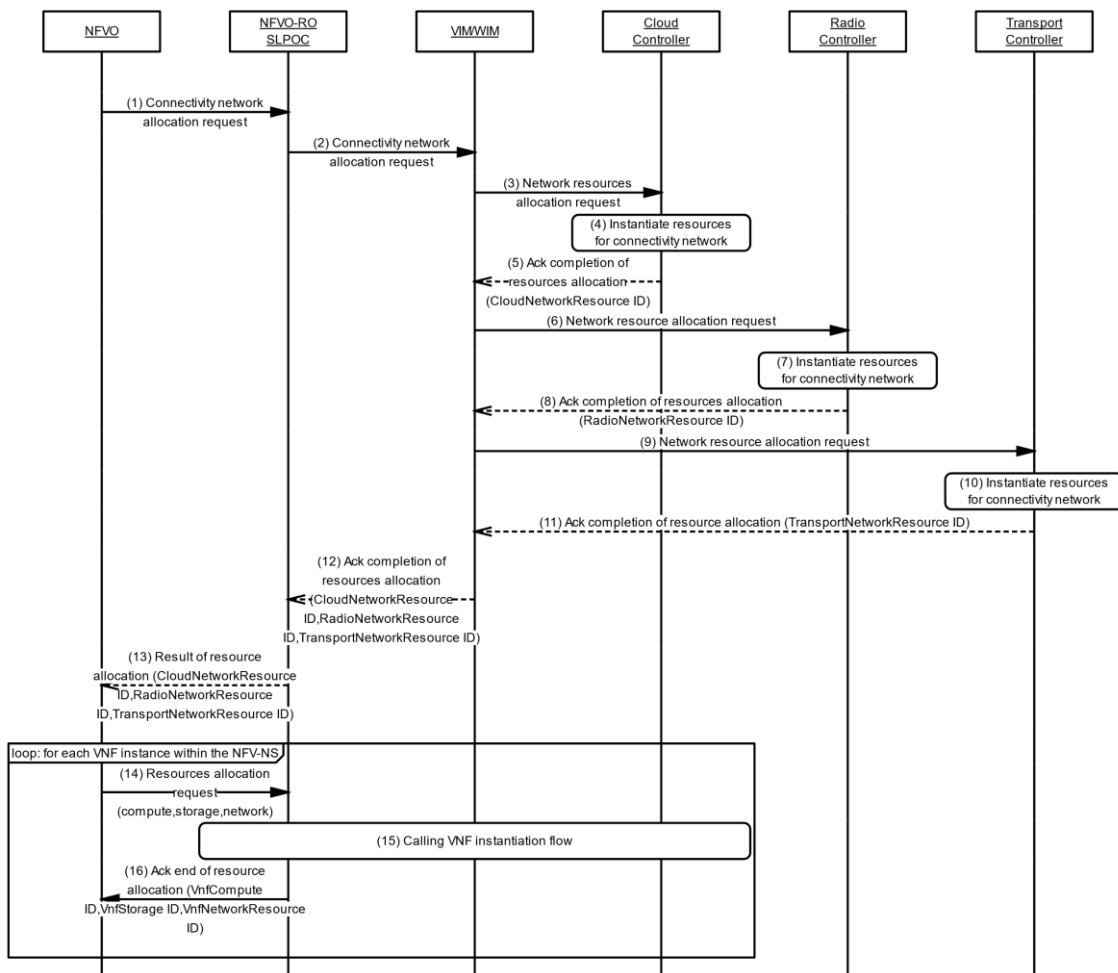 NFVO
NFVO-RO
SLPOC
VIM/WIM
Cloud
Controller
Radio
Controller
Transport
Controller
(1) Connectivity network
allocation request
(2) Connectivity network
allocation request
(3) Network resources
allocation request
(4) Instantiate resources
for connectivity network
(5) Ack completion of
resources allocation
(CloudNetworkResource ID)
(6) Network resource allocation request
(7) Instantiate resources
for connectivity network
(8) Ack completion of resources allocation
(RadioNetworkResource ID)
(9) Network resource allocation request
(10) Instantiate resources
for connectivity network
(11) Ack completion of resource allocation (TransportNetworkResource ID)
(12) Ack completion of
resources allocation
(CloudNetworkResource
ID,RadioNetworkResource
ID,TransportNetworkResource ID)
(13) Result of resource
allocation (CloudNetworkResource
ID,RadioNetworkResource
ID,TransportNetworkResource ID)
loop: for each VNF instance within the NFV-NS
(14) Resources allocation
request
(compute,storage,network)
(15) Calling VNF instantiation flow
(16) Ack end of resource
allocation (VnfCompute
ID,VnfStorage ID,VnfNetworkResource
ID)